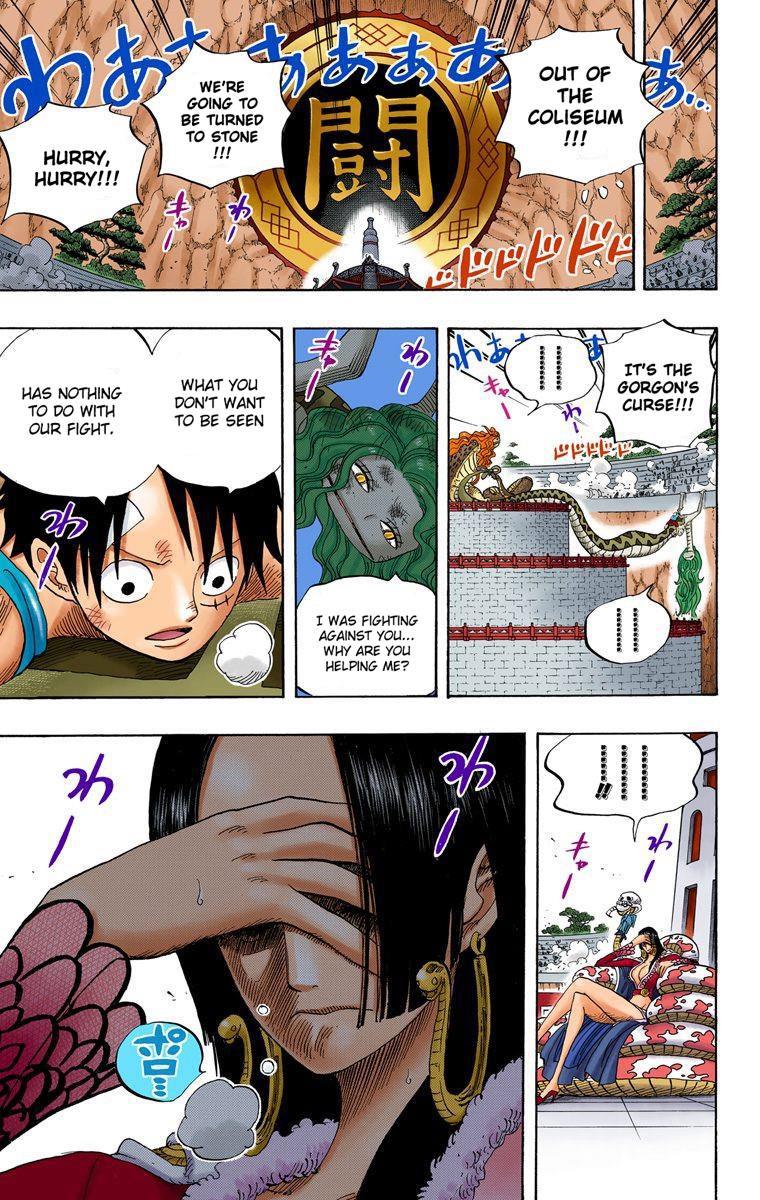 わああああああああ‥
OUT OF
THE
COLISEUM
!!!
WE'RE
GOING TO
BE TURNED
TO STONE
!!!
HURRY,
HURRY!!!
闘
キャー
わー
ドドドドドドド
IT'S THE
GORGON'S
CURSE!!!
わああああ
キャー
わー
ドドドドドド
キャー
わー
I WAS FIGHTING
AGAINST YOU...
WHY ARE YOU
HELPING ME?
WHAT YOU
DON'T WANT
TO BE SEEN
HAS NOTHING
TO DO WITH
OUR FIGHT.
わー
わー
キャー
わー
わー
ポロ…